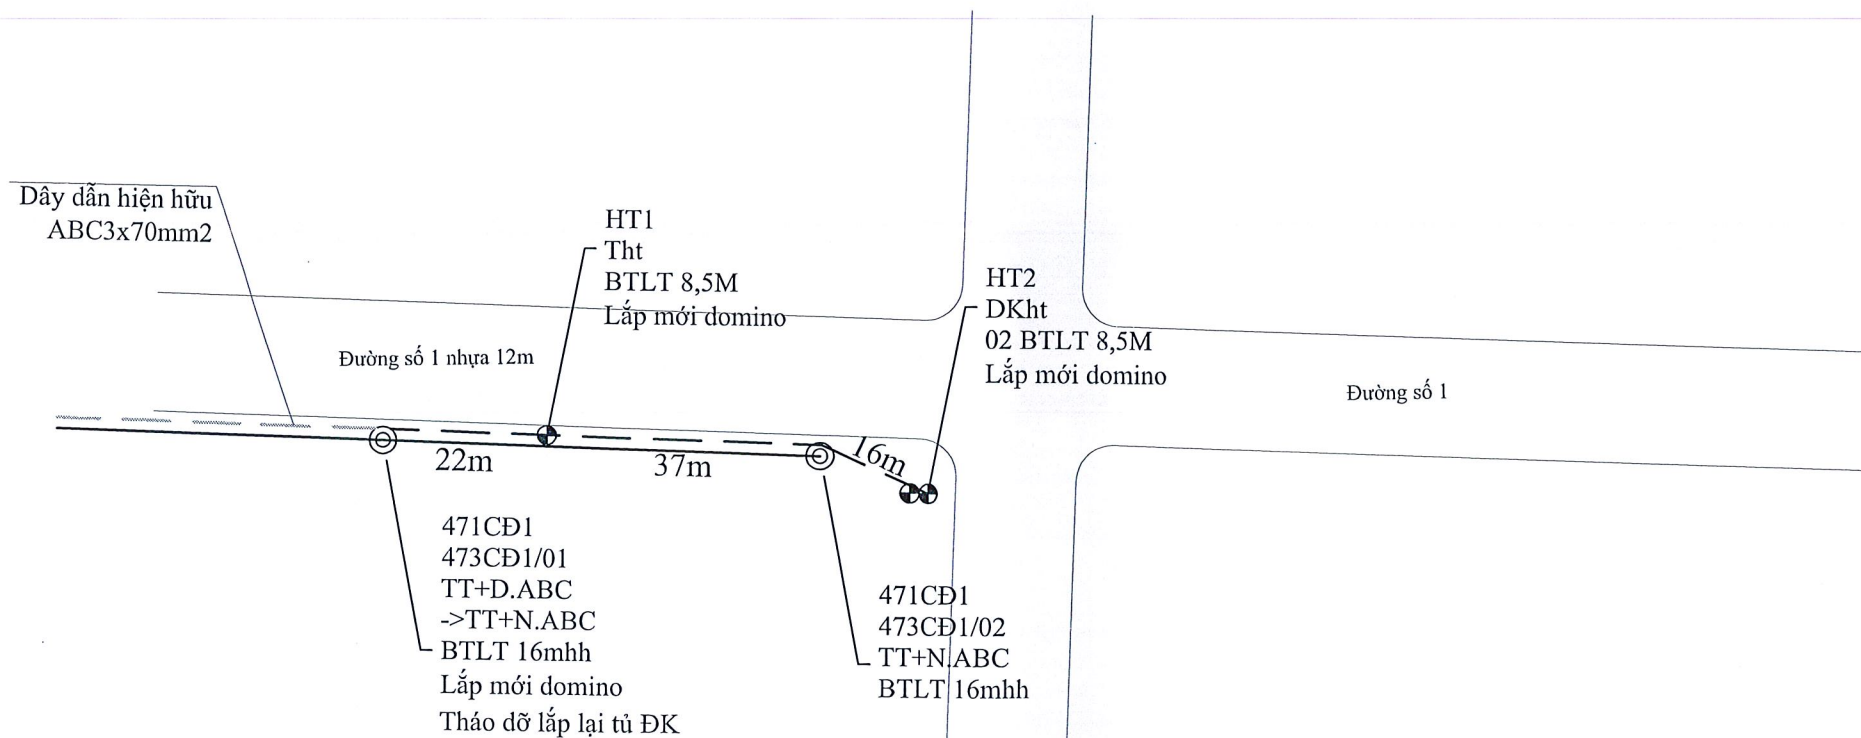 Dây dẫn hiện hữu
ABC3x70mm2
HT1
Tht
BTLT 8,5M
Lắp mới domino
HT2
DKht
02 BTLT 8,5M
Lắp mới domino
Đường số 1 nhựa 12m
Đường số 1
22m
37m
16m
471CĐ1
473CĐ1/01
TT+D.ABC
->TT+N.ABC
BTLT 16mhh
Lắp mới domino
Tháo dỡ lắp lại tủ ĐK
471CĐ1
473CĐ1/02
TT+N.ABC
BTLT 16mhh